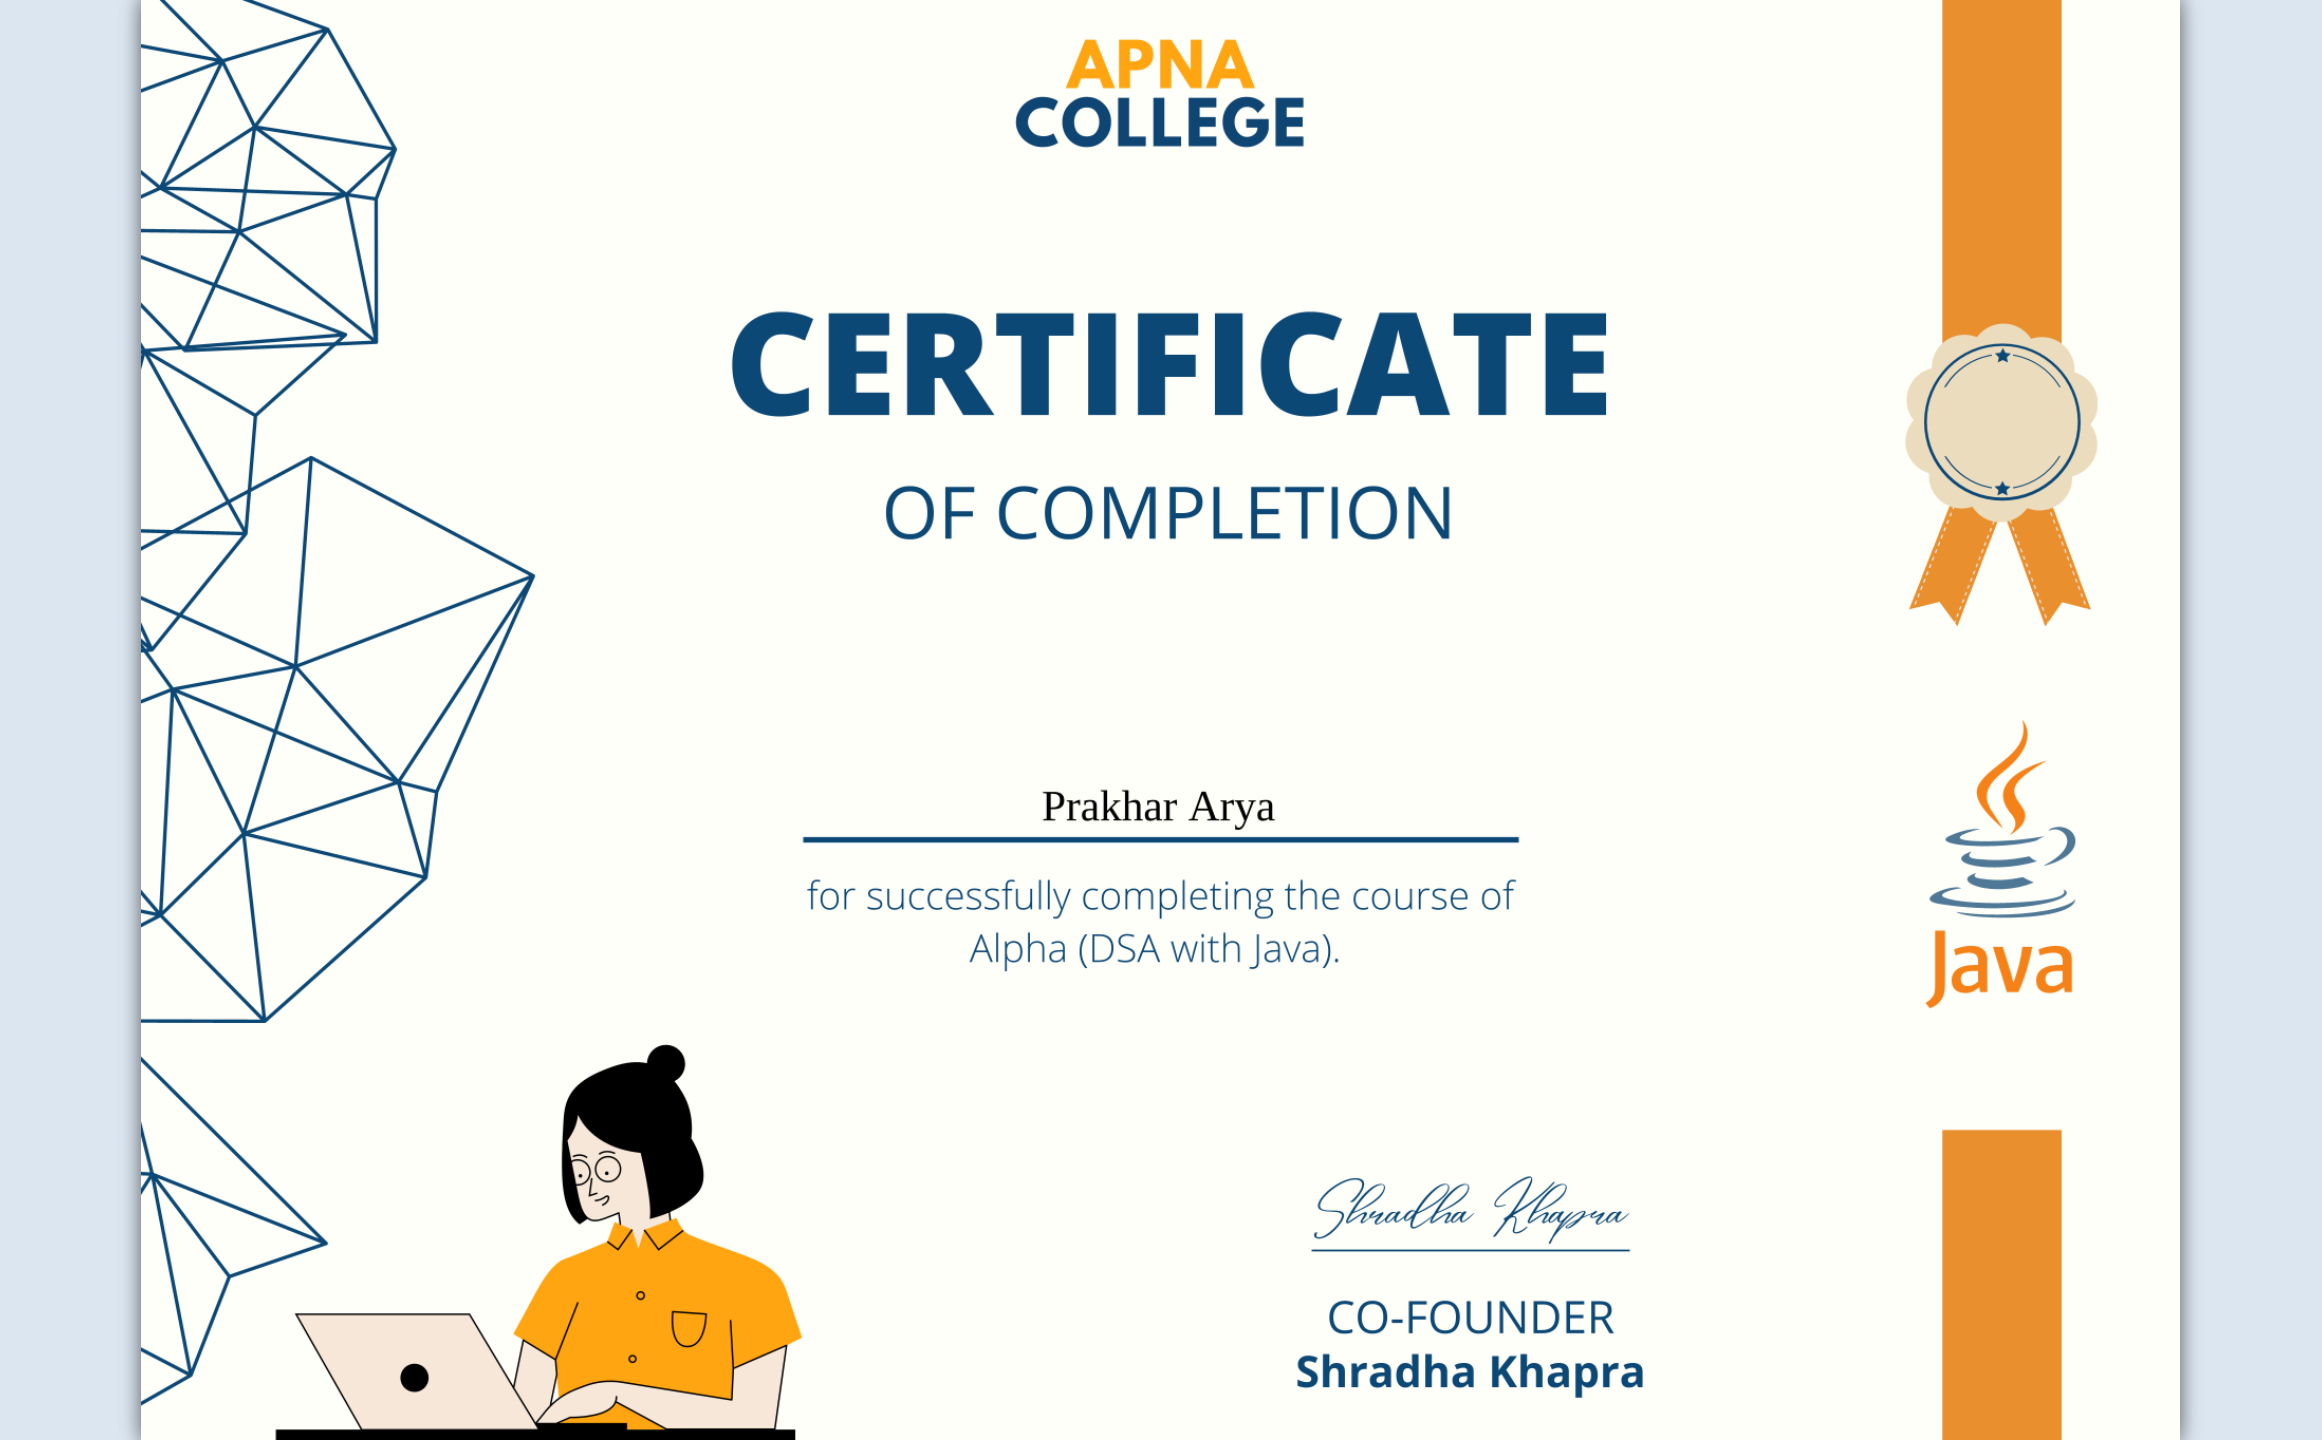 APNA
COLLEGE
CERTIFICATE
OF COMPLETION
Prakhar Arya
for successfully completing the course of
Alpha (DSA with Java).
Java
Shradha Khapra
CO-FOUNDER
Shradha Khapra